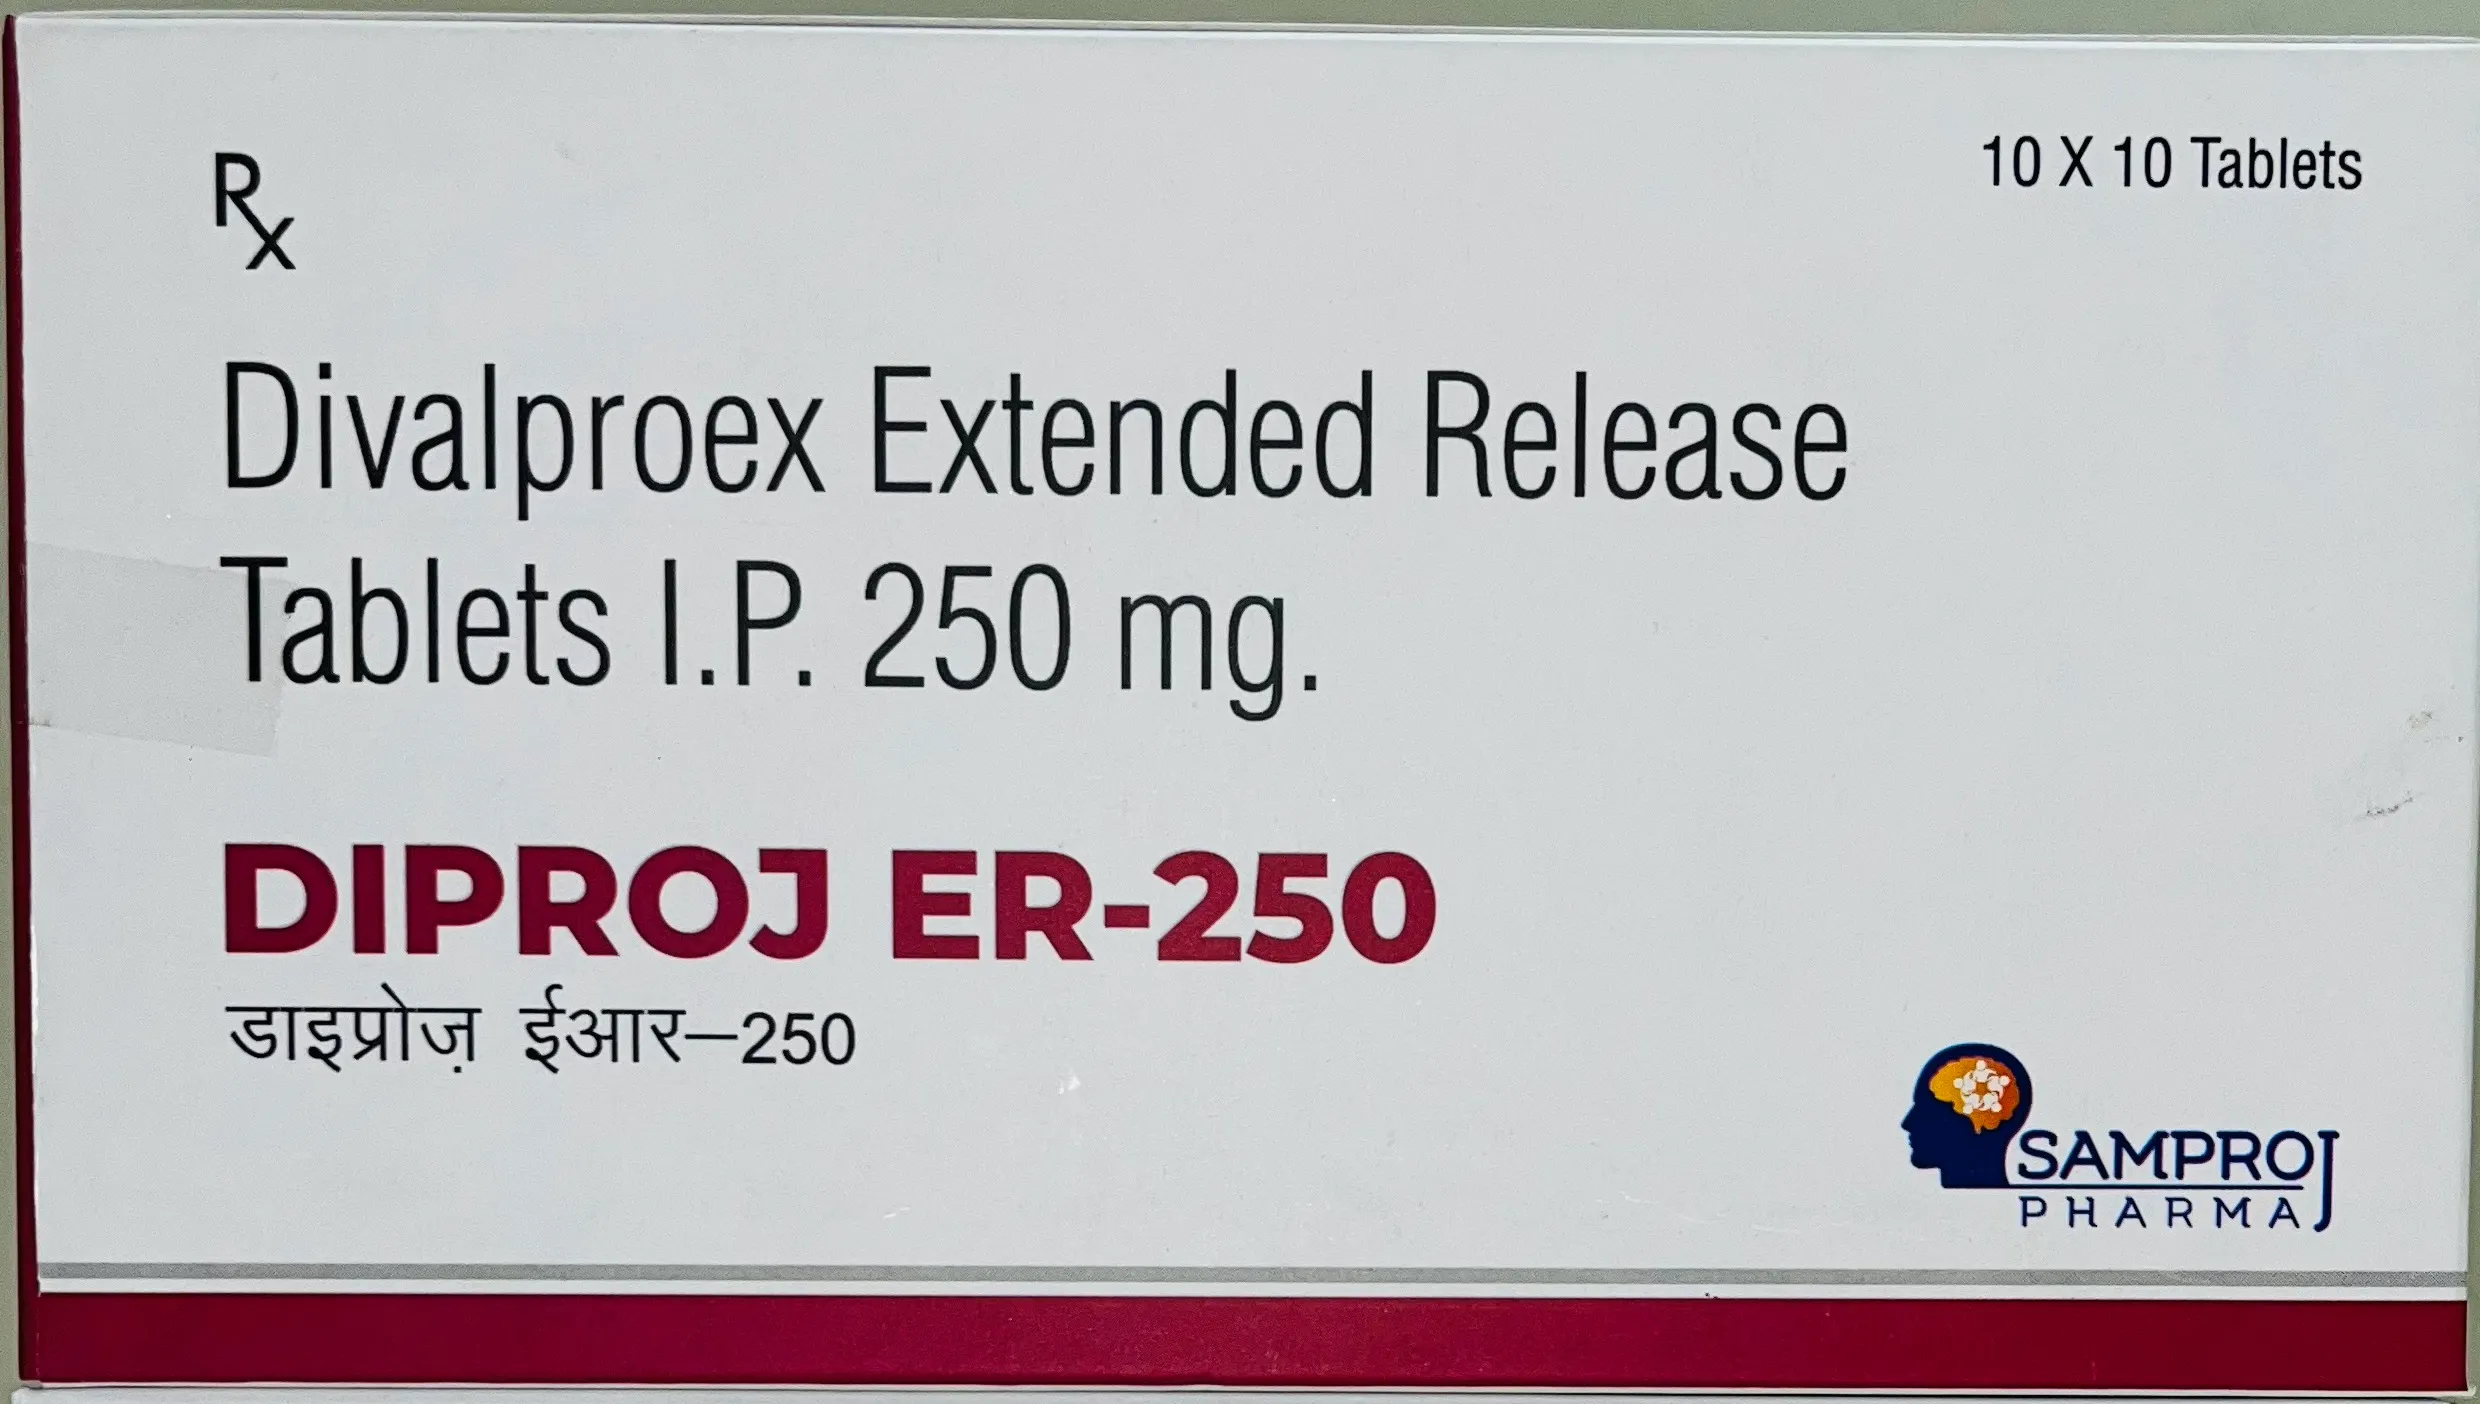 Rx
10 X 10 Tablets
Divalproex Extended Release
Tablets I.P. 250 mg.
DIPROJ ER-250
डाइप्रोज़ ईआर–250
SAMPROJ
PHARMA